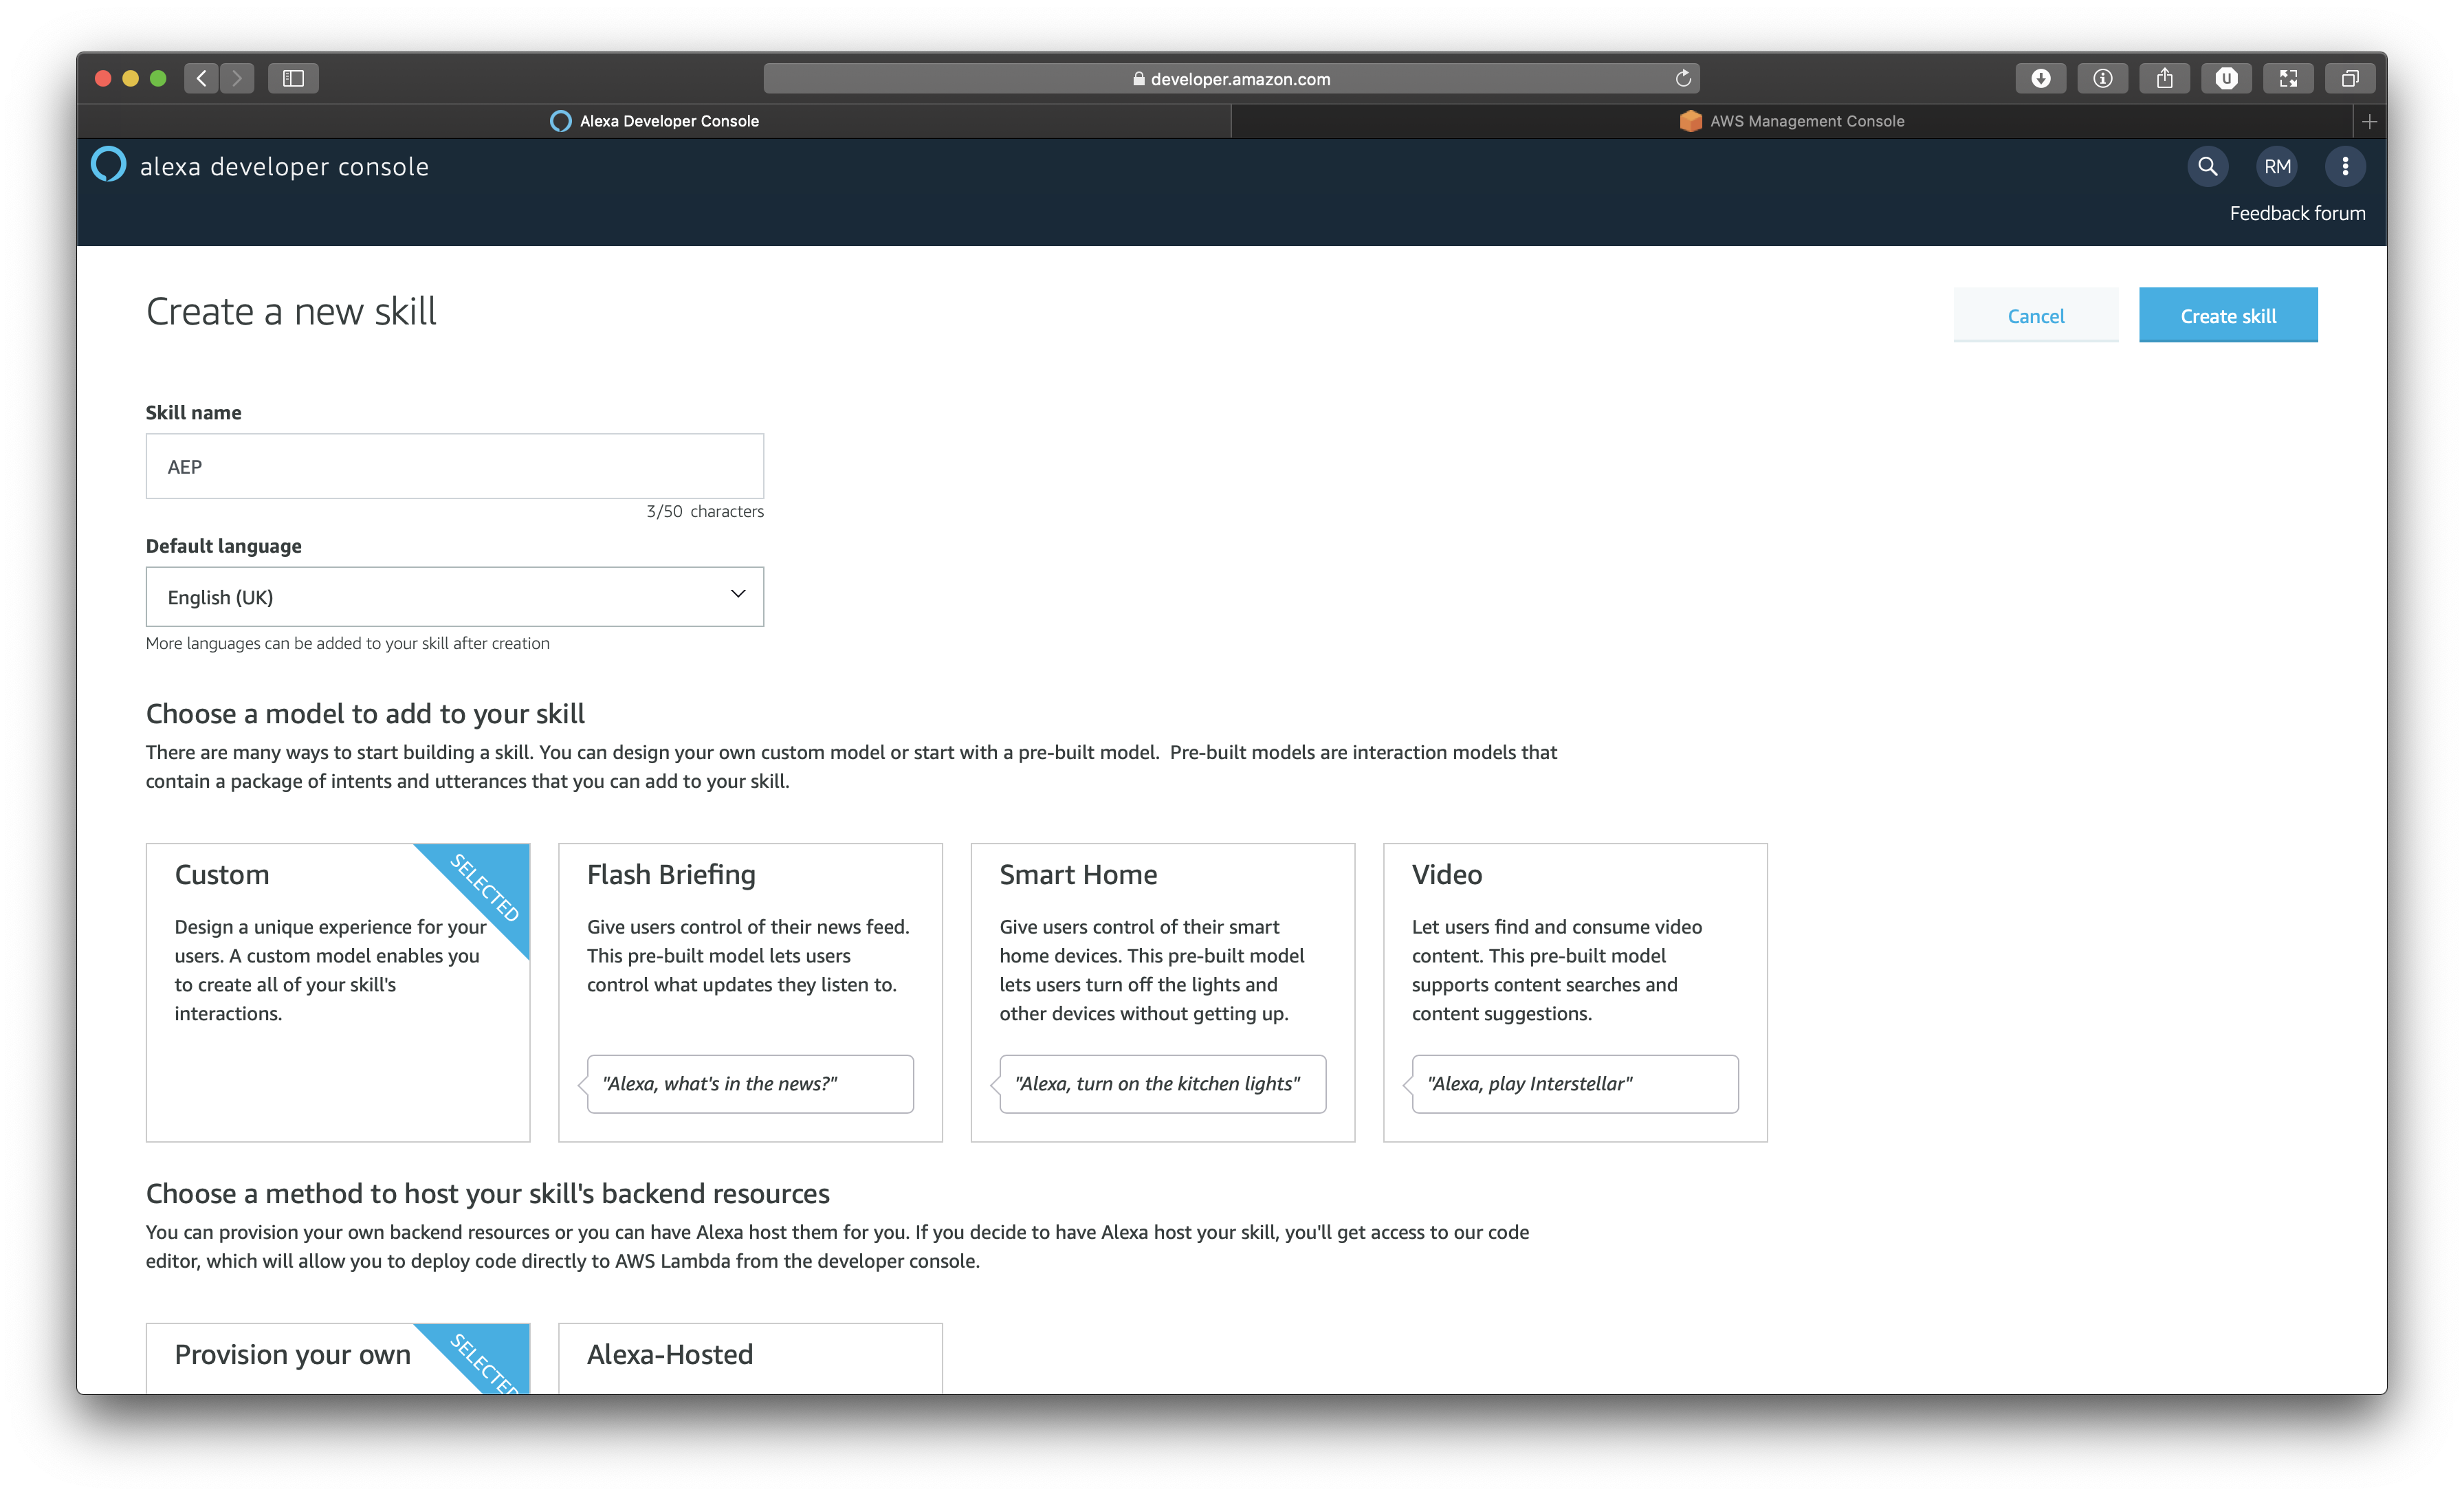 developer.amazon.com
Alexa Developer Console
AWS Management Console
alexa developer console
RM
Feedback forum
Create a new skill
Cancel
Create skill
Skill name
AEP
3/50 characters
Default language
English (UK)
More languages can be added to your skill after creation
Choose a model to add to your skill
There are many ways to start building a skill. You can design your own custom model or start with a pre-built model. Pre-built models are interaction models that
contain a package of intents and utterances that you can add to your skill.
Custom
SELECTED
Design a unique experience for your
users. A custom model enables you
to create all of your skill's
interactions.
Flash Briefing
Give users control of their news feed.
This pre-built model lets users
control what updates they listen to.
"Alexa, what's in the news?"
Smart Home
Give users control of their smart
home devices. This pre-built model
lets users turn off the lights and
other devices without getting up.
"Alexa, turn on the kitchen lights"
Video
Let users find and consume video
content. This pre-built model
supports content searches and
content suggestions.
"Alexa, play Interstellar"
Choose a method to host your skill's backend resources
You can provision your own backend resources or you can have Alexa host them for you. If you decide to have Alexa host your skill, you'll get access to our code
editor, which will allow you to deploy code directly to AWS Lambda from the developer console.
Provision your own
SELECTED
Alexa-Hosted